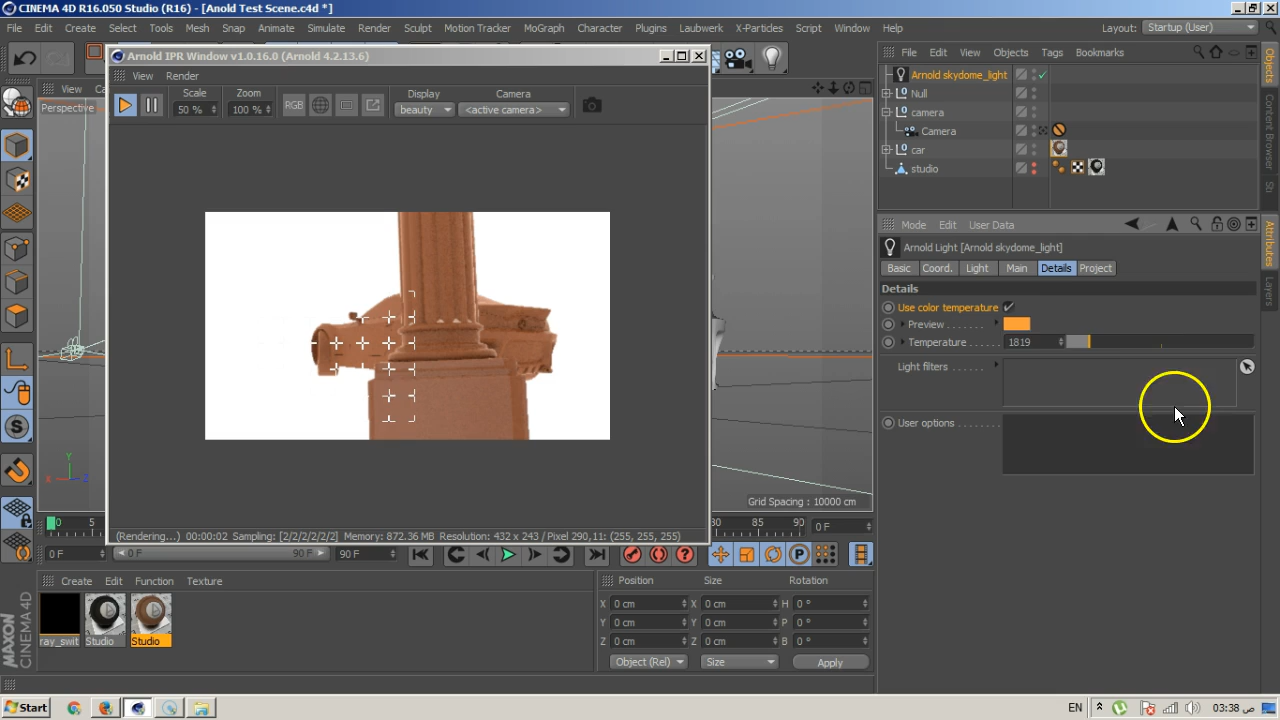 CINEMA 4D R16.050 Studio (R16) - [Anold Test Scene.c4d *]
File Edit Create Select Tools Mesh Snap Animate Simulate Render Sculpt Motion Tracker MoGraph Character Plugins Laubwerk X-Particles Script Window Help Layout: Startup (User)
Arnold IPR Window v1.0.16.0 (Arnold 4.2.13.6)
File Edit View Objects Tags Bookmarks
View Render
View
Scale Zoom Display Camera
50 % 100 % RGB beauty <active camera>
Perspective
Arnold skydome_light
Null
camera
Camera
car
studio
Objects
Content Browser
Mode Edit User Data
Arnold Light [Arnold skydome_light]
Basic Coord. Light Main Details Project
Attributes
Layers
Details
Use color temperature
Preview . . . . . . .
Temperature . . . . 1819
Light filters . . . . . .
User options . . . . . . . .
Y
X Z
Grid Spacing : 10000 cm
0 5 80 85 90 0 F
(Rendering...) 00:00:02 Sampling: [2/2/2/2/2/2] Memory: 872.36 MB Resolution: 432 x 243 / Pixel 290,11: (255, 255, 255)
0 F 0 F 90 F 90 F
Create Edit Function Texture
Position Size Rotation
ray_swit Studio Studio
X 0 cm X 0 cm H 0 °
Y 0 cm Y 0 cm P 0 °
Z 0 cm Z 0 cm B 0 °
Object (Rel) Size Apply
MAXON
CINEMA 4D
Start EN 03:38 ص